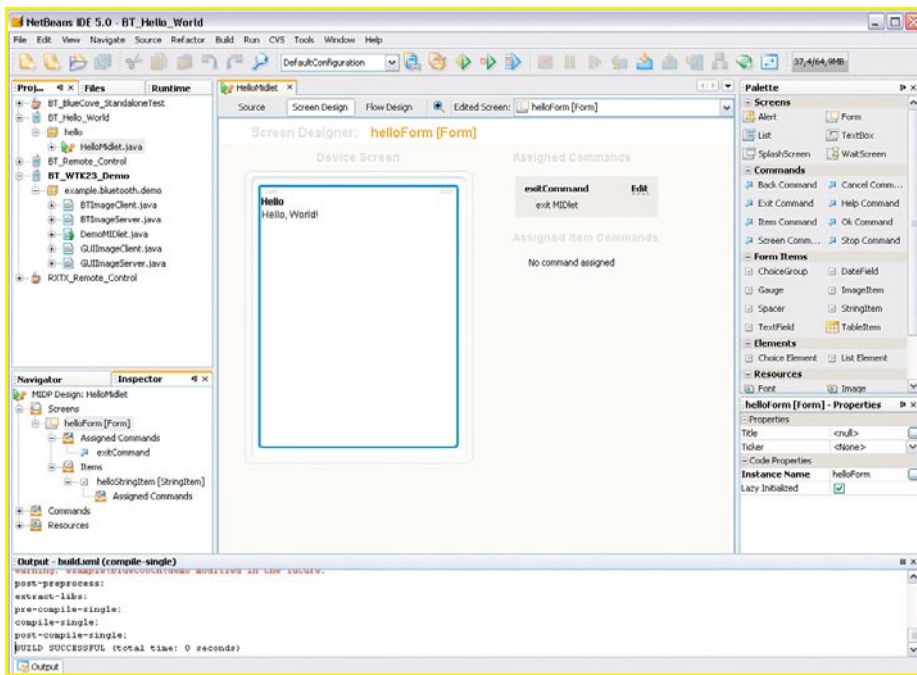 NetBeans IDE 5.0 - BT_Hello_World
File Edit View Navigate Source Refactor Build Run CVS Tools Window Help
DefaultConfiguration
37,4/64,9MB
Proj... Files Runtime
BT_BlueCove_StandaloneTest
BT_Hello_World
hello
HelloMidlet.java
BT_Remote_Control
BT_WTK23_Demo
example.bluetooth.demo
BTImageClient.java
BTImageServer.java
DemoMIDlet.java
GUIImageClient.java
GUIImageServer.java
RXTX_Remote_Control
Navigator Inspector
MIDP Design: HelloMidlet
Screens
helloForm [Form]
Assigned Commands
exitCommand
Items
helloStringItem [StringItem]
Assigned Commands
Commands
Resources
HelloMidlet
Source Screen Design Flow Design Edited Screen: helloForm [Form]
Screen Designer: helloForm [Form]
Device Screen
Hello
Hello, World!
Assigned Commands
exitCommand Edit
exit MIDlet
Assigned Item Commands
No command assigned
Palette
Screens
Alert Form
List TextBox
SplashScreen WaitScreen
Commands
Back Command Cancel Comm...
Exit Command Help Command
Item Command Ok Command
Screen Comm... Stop Command
Form Items
ChoiceGroup DateField
Gauge ImageItem
Spacer StringItem
TextField TableItem
Elements
Choice Element List Element
Resources
Font Image
helloForm [Form] - Properties
Properties
Title <null>
Ticker <None>
Code Properties
Instance Name helloForm
Lazy Initialized
Output - build.xml (compile-single)
post-preprocess:
extract-libs:
pre-compile-single:
compile-single:
post-compile-single:
BUILD SUCCESSFUL (total time: 0 seconds)
Output